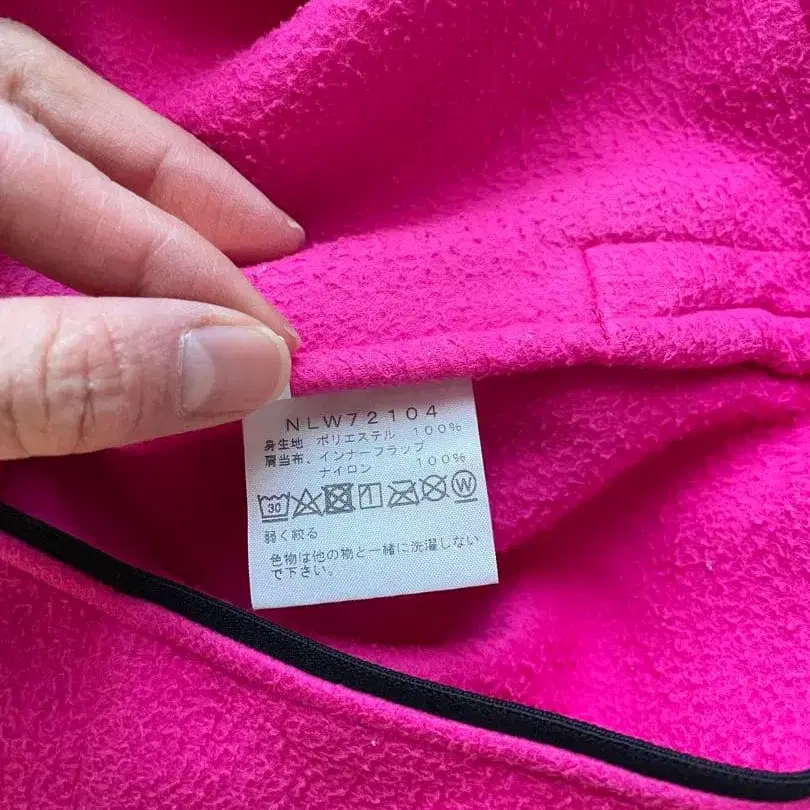 NLW72104
身生地 ポリエステル 100%
肩当布、インナーフラップ
ナイロン 100%
30 W
弱く絞る
色物は他の物と一緒に洗濯しない
で下さい。